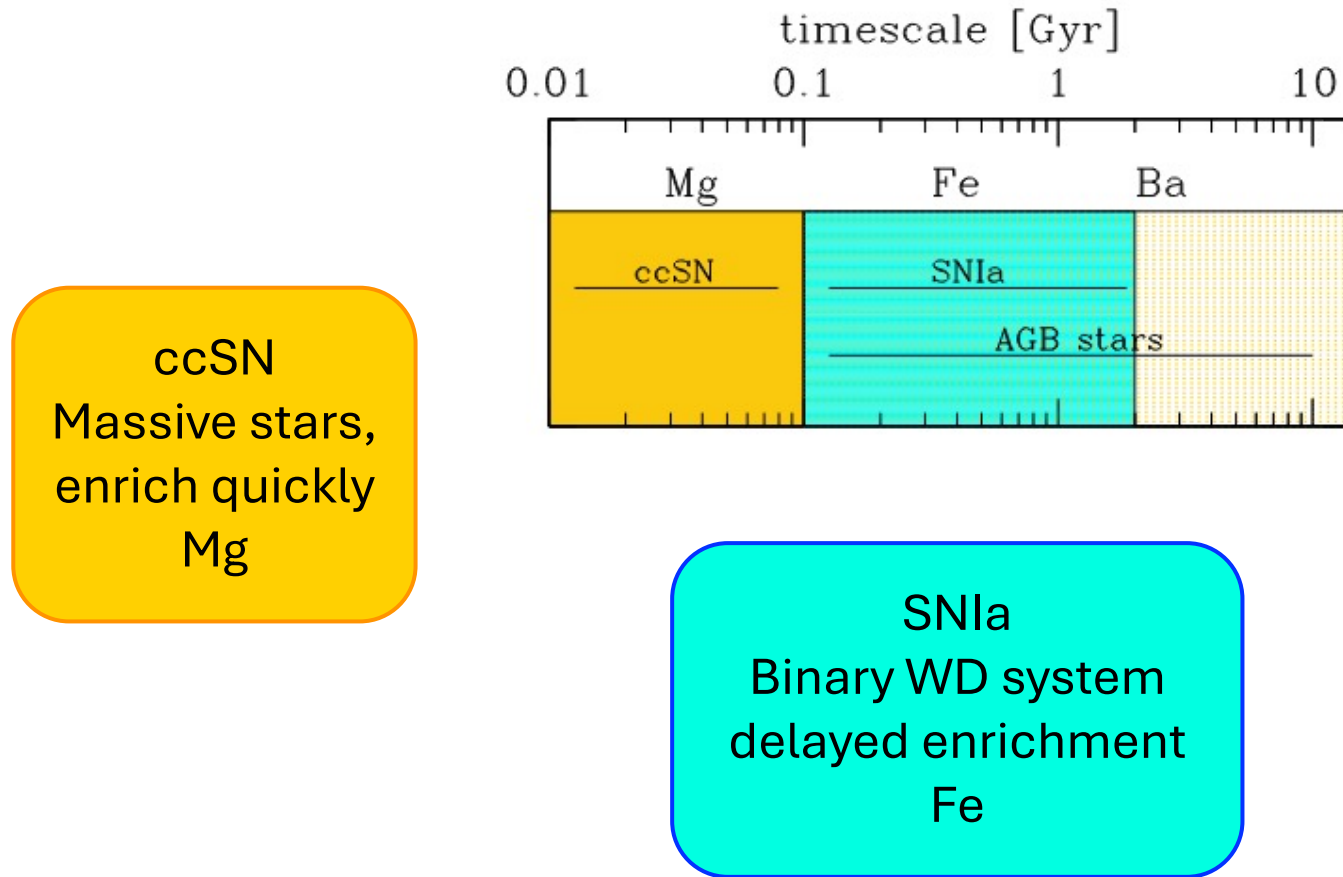 timescale [Gyr]
0.01 0.1 1 10
Mg Fe Ba
ccSN SNIa
AGB stars
ccSN
Massive stars,
enrich quickly
Mg
SNIa
Binary WD system
delayed enrichment
Fe